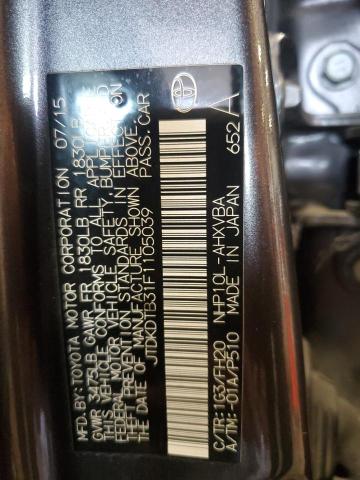 MFD. BY: TOYOTA MOTOR CORPORATION 07/15
GVWR 3475LB GAWR FR 1830LB RR 1830LB
THIS VEHICLE CONFORMS TO ALL APPLICABLE
FEDERAL MOTOR VEHICLE SAFETY, BUMPER, AND
THEFT PREVENTION STANDARDS IN EFFECT ON
THE DATE OF MANUFACTURE SHOWN ABOVE.
JTDKDTB31F1105039 PASS. CAR
C/TR:1G3/FH20 NHP10L-AHXVBA
A/TM:-01A/P510 MADE IN JAPAN 652 A